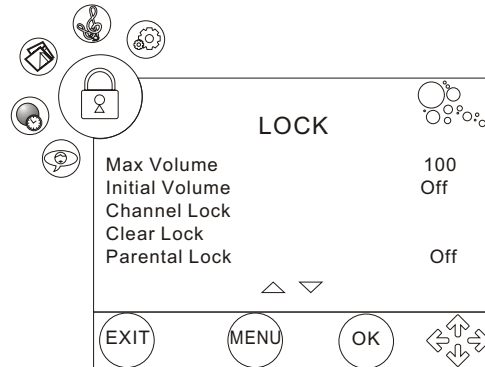 LOCK
Max Volume 100
Initial Volume Off
Channel Lock
Clear Lock
Parental Lock Off
EXIT MENU OK